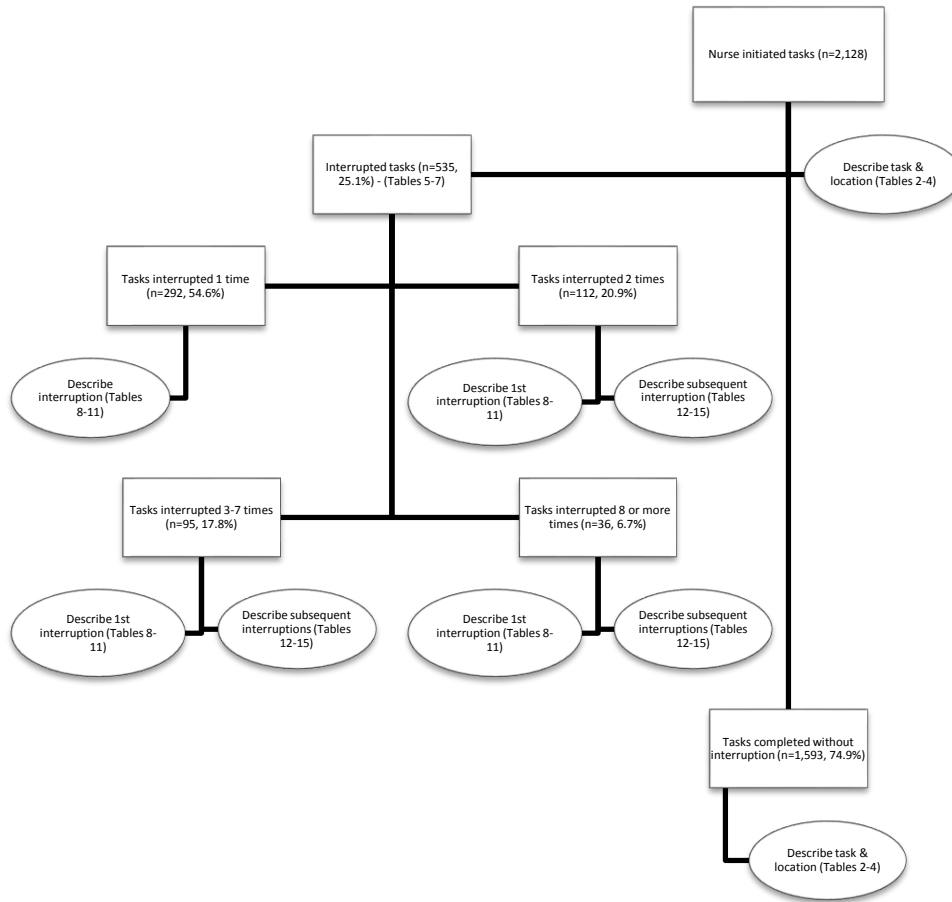 Nurse initiated tasks (n=2,128)
Interrupted tasks (n=535,
25.1%) - (Tables 5-7)
Describe task &
location (Tables 2-4)
Tasks interrupted 1 time
(n=292, 54.6%)
Tasks interrupted 2 times
(n=112, 20.9%)
Describe
interruption (Tables
8-11)
Describe 1st
interruption (Tables 8-
11)
Describe subsequent
interruption (Tables
12-15)
Tasks interrupted 3-7 times
(n=95, 17.8%)
Tasks interrupted 8 or more
times (n=36, 6.7%)
Describe 1st
interruption (Tables 8-
11)
Describe subsequent
interruptions (Tables
12-15)
Describe 1st
interruption (Tables 8-
11)
Describe subsequent
interruptions (Tables
12-15)
Tasks completed without
interruption (n=1,593, 74.9%)
Describe task &
location (Tables 2-4)